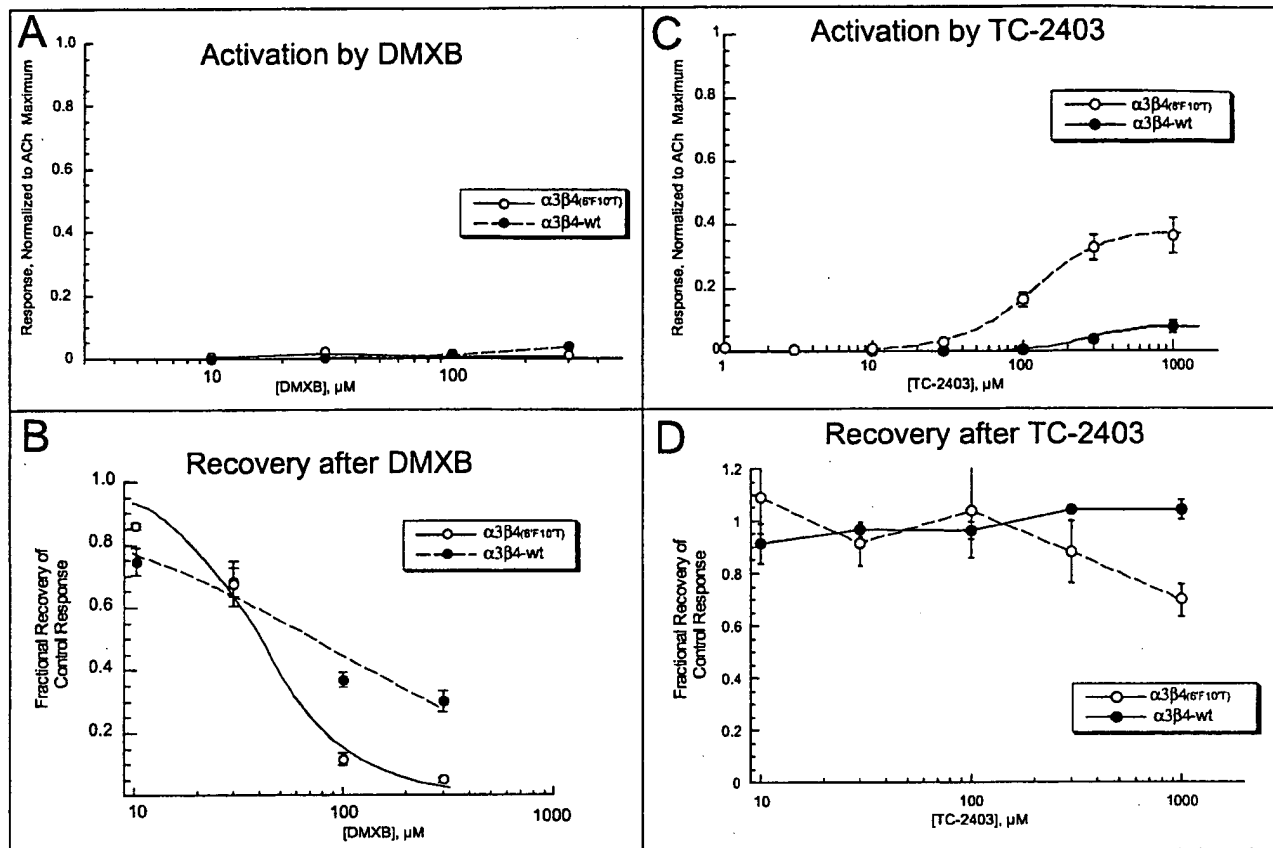 A
Activation by DMXB
Response, Normalized to ACh Maximum
1.0
0.8
0.6
0.4
0.2
0
10
100
[DMXB], µM
α3β4(6'F10'T)
α3β4-wt
C
Activation by TC-2403
Response, Normalized to ACh Maximum
1
0.8
0.6
0.4
0.2
0
1
10
100
1000
[TC-2403], µM
α3β4(6'F10'T)
α3β4-wt
B
Recovery after DMXB
Fractional Recovery of
Control Response
1.0
0.8
0.6
0.4
0.2
10
100
1000
[DMXB], µM
α3β4(6'F10'T)
α3β4-wt
D
Recovery after TC-2403
Fractional Recovery of
Control Response
1.2
1
0.8
0.6
0.4
0.2
0
10
100
1000
[TC-2403], µM
α3β4(6'F10'T)
α3β4-wt